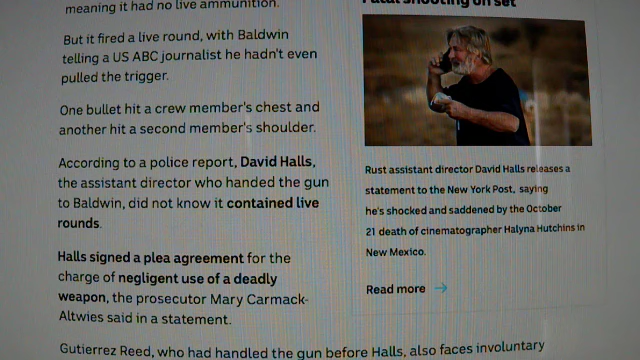 meaning it had no live ammunition.
But it fired a live round, with Baldwin
telling a US ABC journalist he hadn't even
pulled the trigger.
One bullet hit a crew member's chest and
another hit a second member's shoulder.
According to a police report, David Halls,
the assistant director who handed the gun
to Baldwin, did not know it contained live
rounds.
Halls signed a plea agreement for the
charge of negligent use of a deadly
weapon, the prosecutor Mary Carmack-
Altwies said in a statement.
Gutierrez Reed, who had handled the gun before Halls, also faces involuntary
Fatal shooting on set
Rust assistant director David Halls releases a
statement to the New York Post, saying
he's shocked and saddened by the October
21 death of cinematographer Halyna Hutchins in
New Mexico.
Read more →